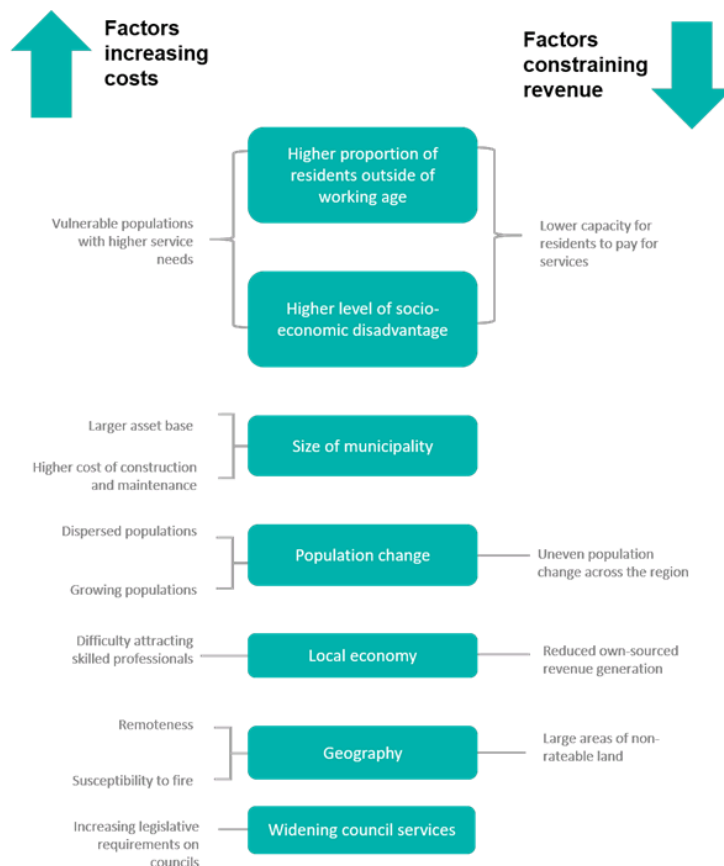 Factors
increasing
costs
Factors
constraining
revenue
Higher proportion of
residents outside of
working age
Vulnerable populations
with higher service
needs
Lower capacity for
residents to pay for
services
Higher level of socio-
economic disadvantage
Larger asset base
Size of municipality
Higher cost of construction
and maintenance
Dispersed populations
Population change
Uneven population
change across the region
Growing populations
Difficulty attracting
skilled professionals
Local economy
Reduced own-sourced
revenue generation
Remoteness
Geography
Large areas of non-
rateable land
Susceptibility to fire
Increasing legislative
requirements on
councils
Widening council services